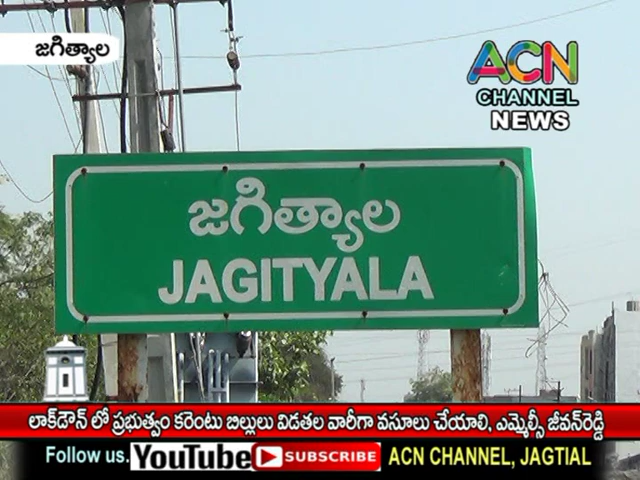 జగిత్యాల
ACN
CHANNEL
NEWS
జగిత్యాల
JAGITYALA
లాక్‌డౌన్ లో ప్రభుత్వం కరెంటు బిల్లులు విడతల వారీగా వసూలు చేయాలి, ఎమ్మెల్సీ జీవన్‌రెడ్డి
Follow us. YouTube SUBSCRIBE ACN CHANNEL, JAGTIAL